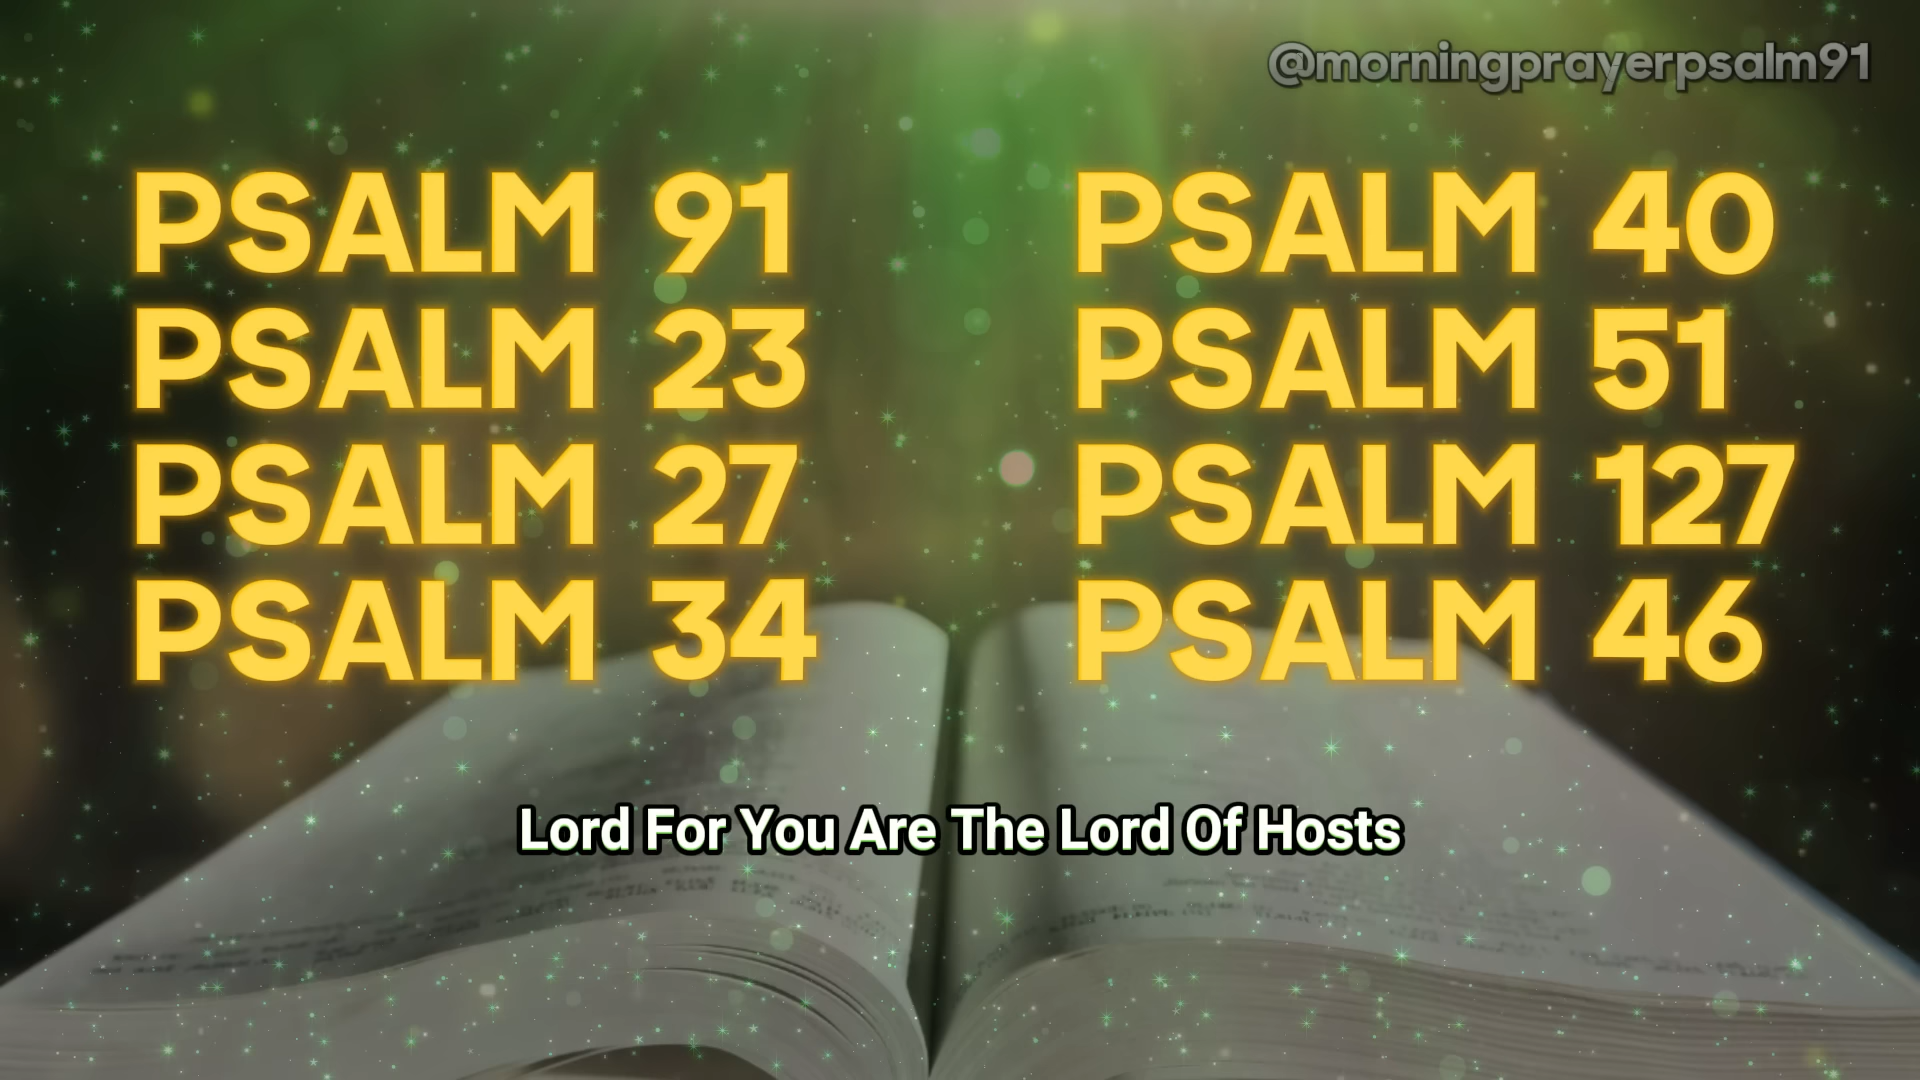 @morningprayerpsalm91
PSALM 91
PSALM 23
PSALM 27
PSALM 34
PSALM 40
PSALM 51
PSALM 127
PSALM 46
Lord For You Are The Lord Of Hosts